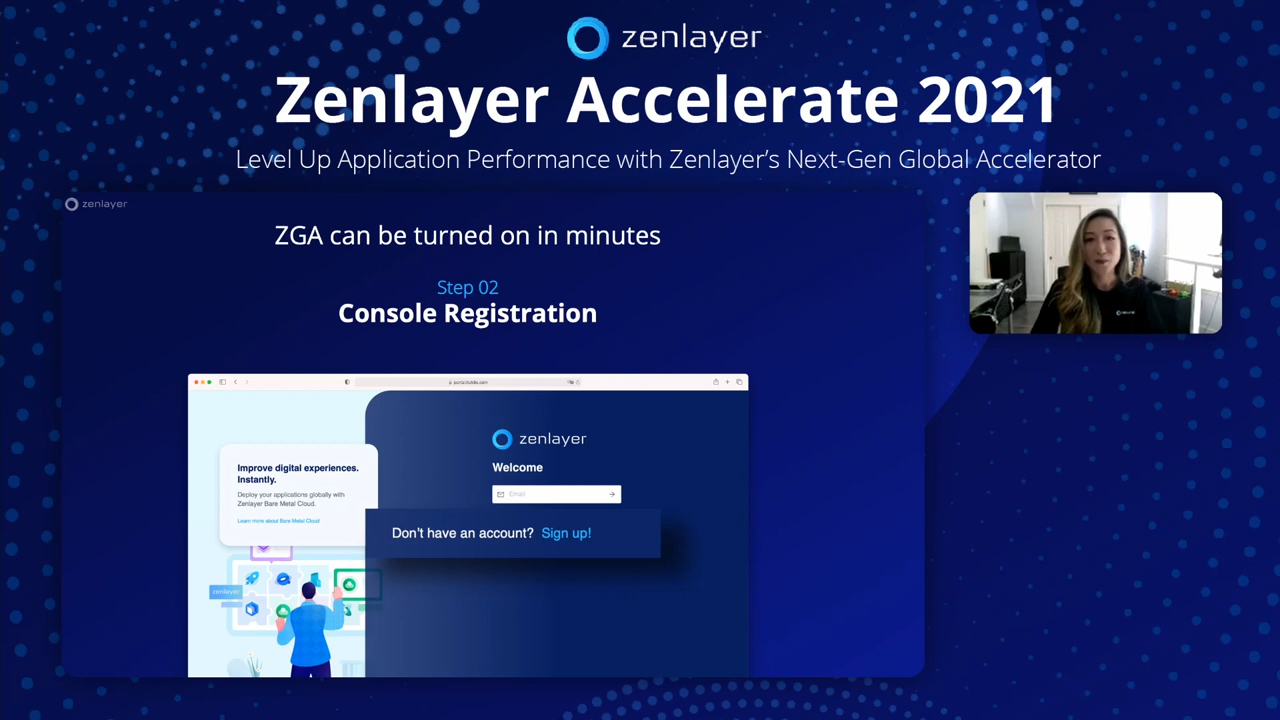 zenlayer
Zenlayer Accelerate 2021
Level Up Application Performance with Zenlayer's Next-Gen Global Accelerator
zenlayer
ZGA can be turned on in minutes
Step 02
Console Registration
zenlayer
Welcome
Email
Improve digital experiences.
Instantly.
Deploy your applications globally with
Zenlayer Bare Metal Cloud.
Learn more about Bare Metal Cloud
Don't have an account? Sign up!
zenlayer